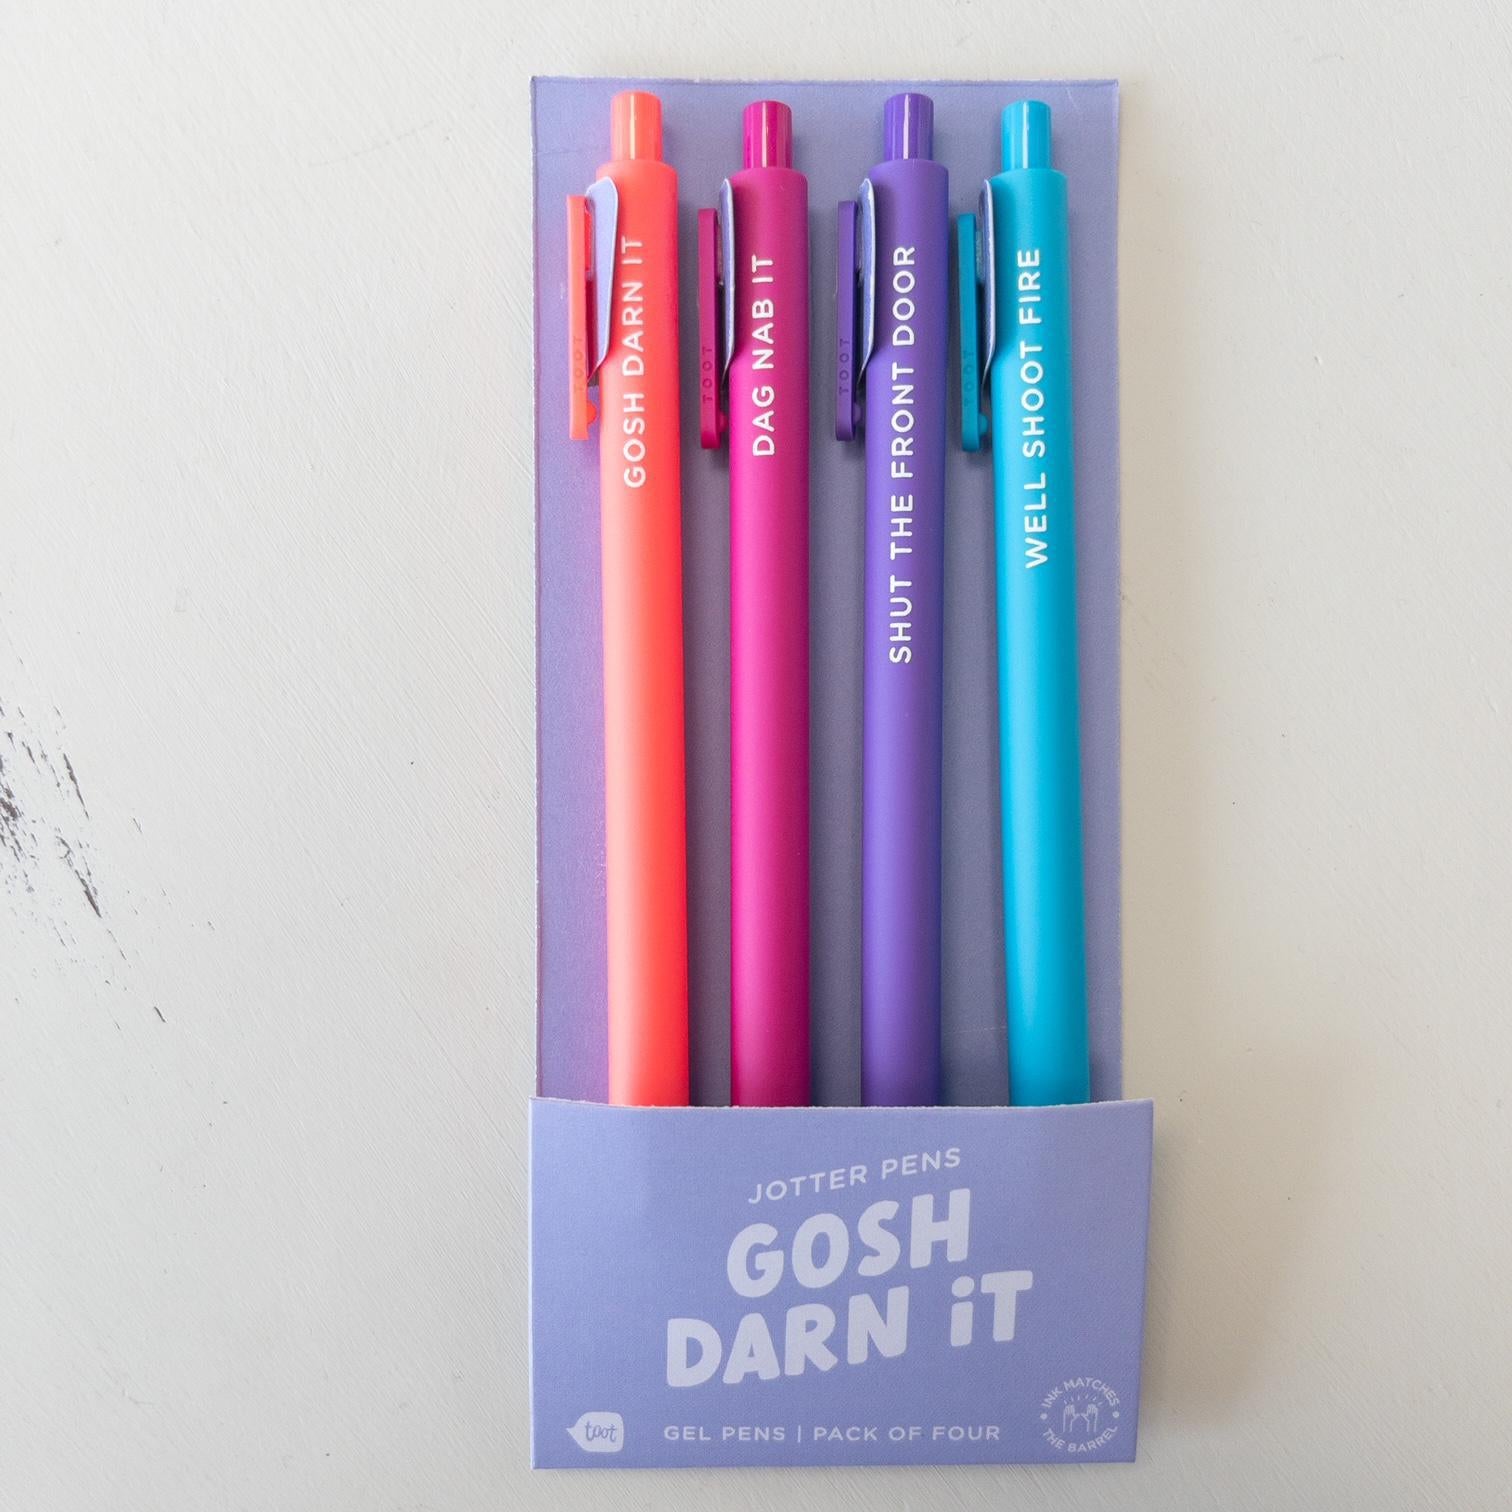 GOSH DARN IT
DAG NAB IT
SHUT THE FRONT DOOR
WELL SHOOT FIRE
TOOT
TOOT
TOOT
TOOT
JOTTER PENS
GOSH
DARN iT
toot
GEL PENS | PACK OF FOUR
INK MATCHES
THE BARREL